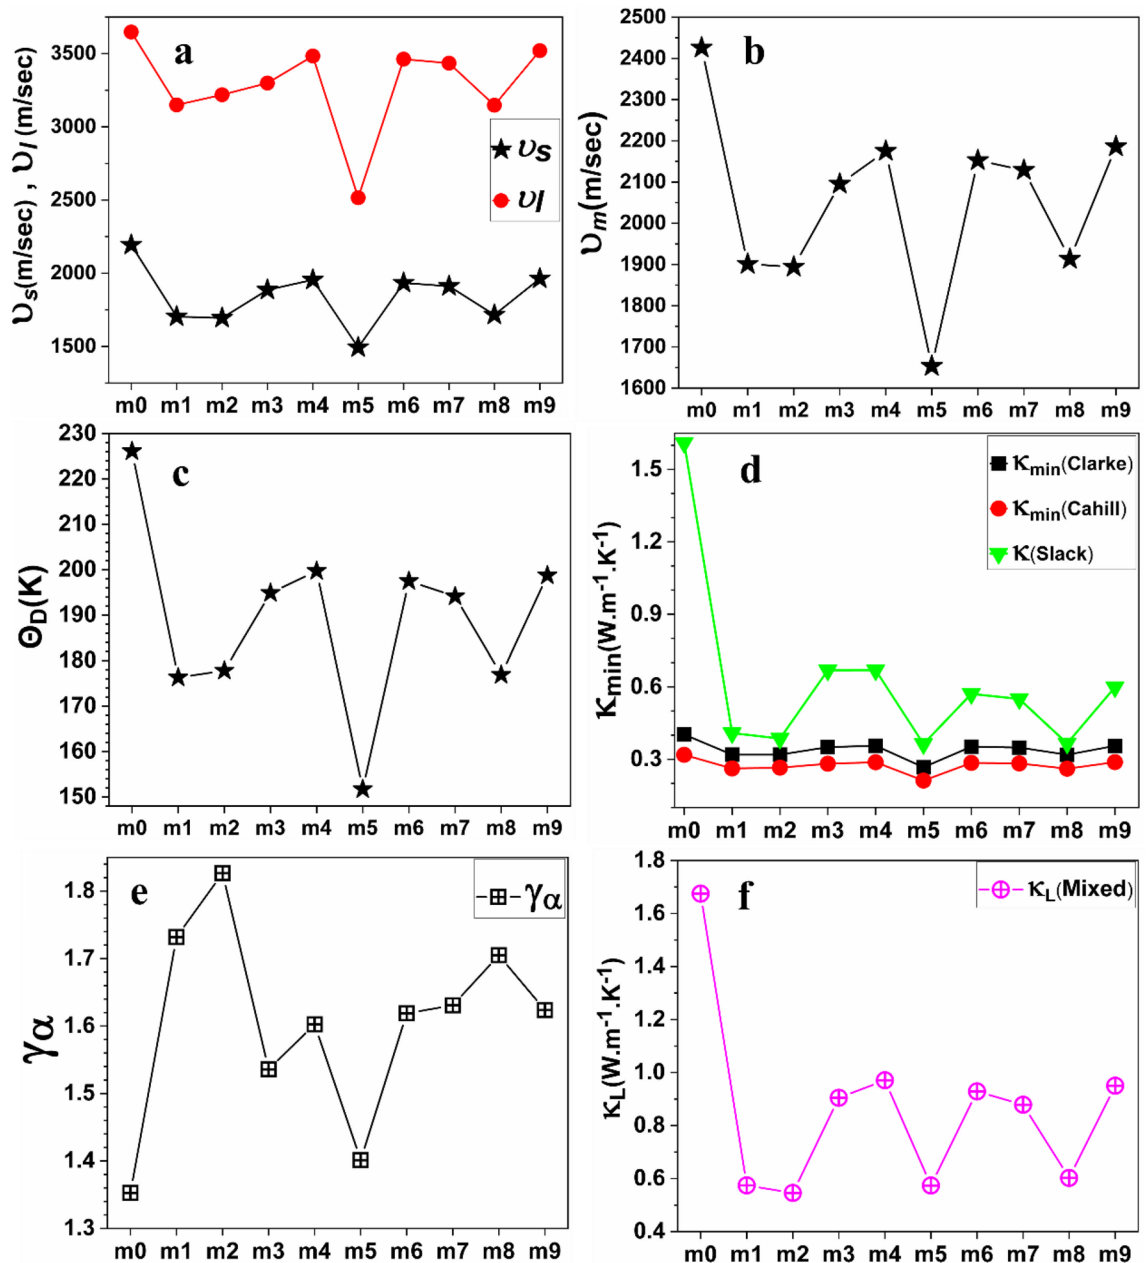 a
υs(m/sec) , υl (m/sec)
3500
3000
2500
2000
1500
υs
υl
m0 m1 m2 m3 m4 m5 m6 m7 m8 m9
b
υm(m/sec)
2500
2400
2300
2200
2100
2000
1900
1800
1700
1600
m0 m1 m2 m3 m4 m5 m6 m7 m8 m9
c
ΘD(K)
230
220
210
200
190
180
170
160
150
m0 m1 m2 m3 m4 m5 m6 m7 m8 m9
d
κmin(W.m-1.K-1)
1.5
1.2
0.9
0.6
0.3
κmin(Clarke)
κmin(Cahill)
κ(Slack)
m0 m1 m2 m3 m4 m5 m6 m7 m8 m9
e
γα
1.8
1.7
1.6
1.5
1.4
1.3
γα
m0 m1 m2 m3 m4 m5 m6 m7 m8 m9
f
κL(W.m-1.K-1)
1.8
1.6
1.4
1.2
1.0
0.8
0.6
0.4
κL(Mixed)
m0 m1 m2 m3 m4 m5 m6 m7 m8 m9